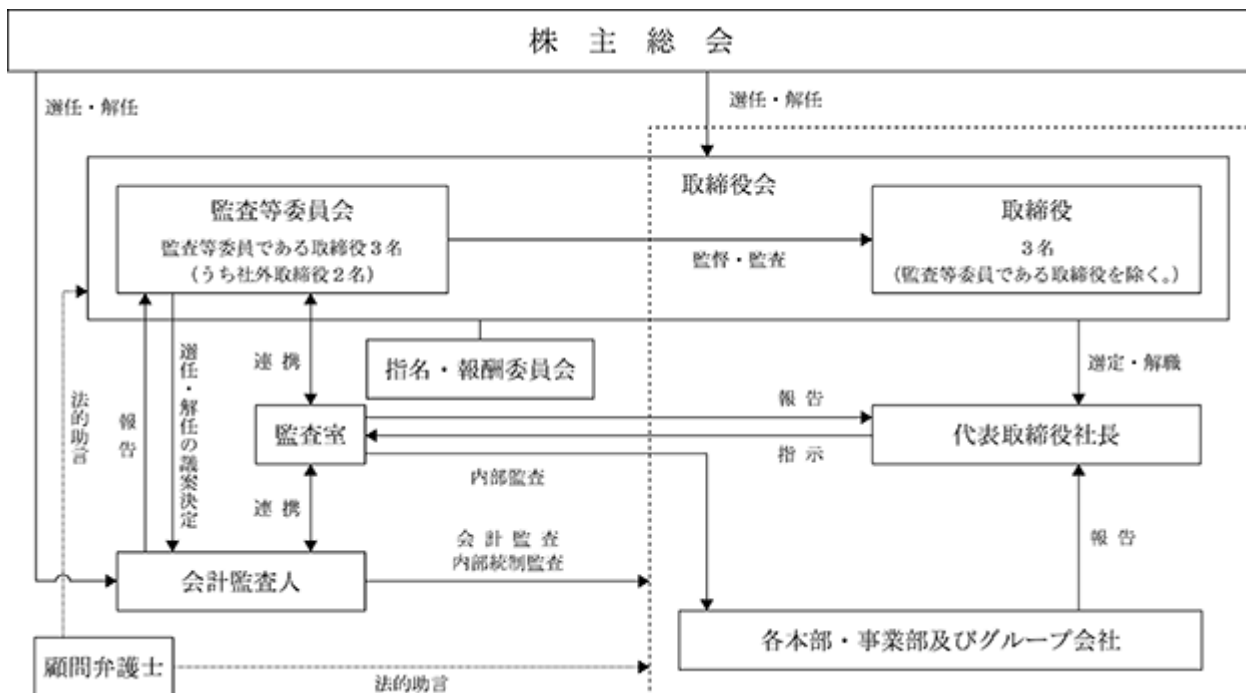 株主総会
選任・解任
選任・解任
取締役会
監査等委員会
監査等委員である取締役3名
(うち社外取締役2名)
監督・監査
取締役
3名
(監査等委員である取締役を除く。)
指名・報酬委員会
選定・解職
法的助言
報告
選任・解任の議案決定
連携
監査室
報告
指示
代表取締役社長
内部監査
連携
会計監査
内部統制監査
報告
会計監査人
各本部・事業部及びグループ会社
顧問弁護士
法的助言